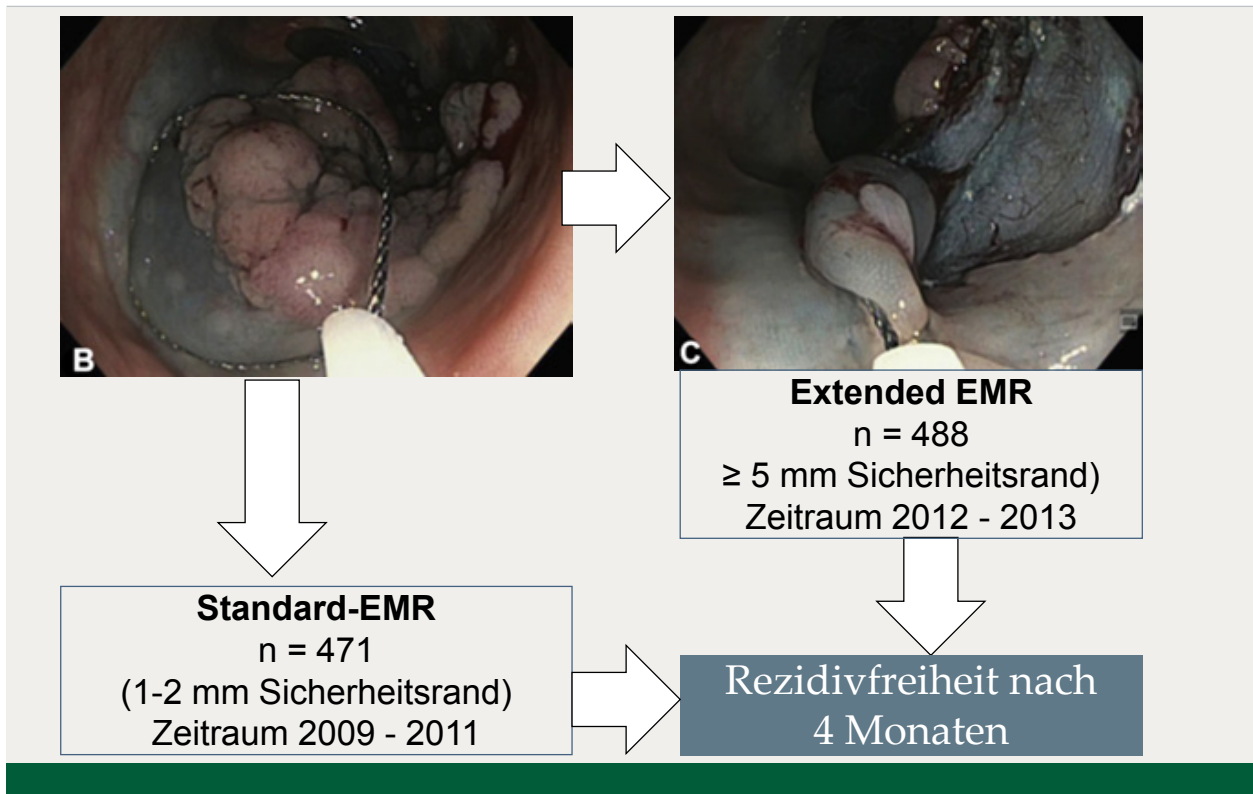 B
C
Extended EMR
n = 488
≥ 5 mm Sicherheitsrand)
Zeitraum 2012 - 2013
Standard-EMR
n = 471
(1-2 mm Sicherheitsrand)
Zeitraum 2009 - 2011
Rezidivfreiheit nach
4 Monaten